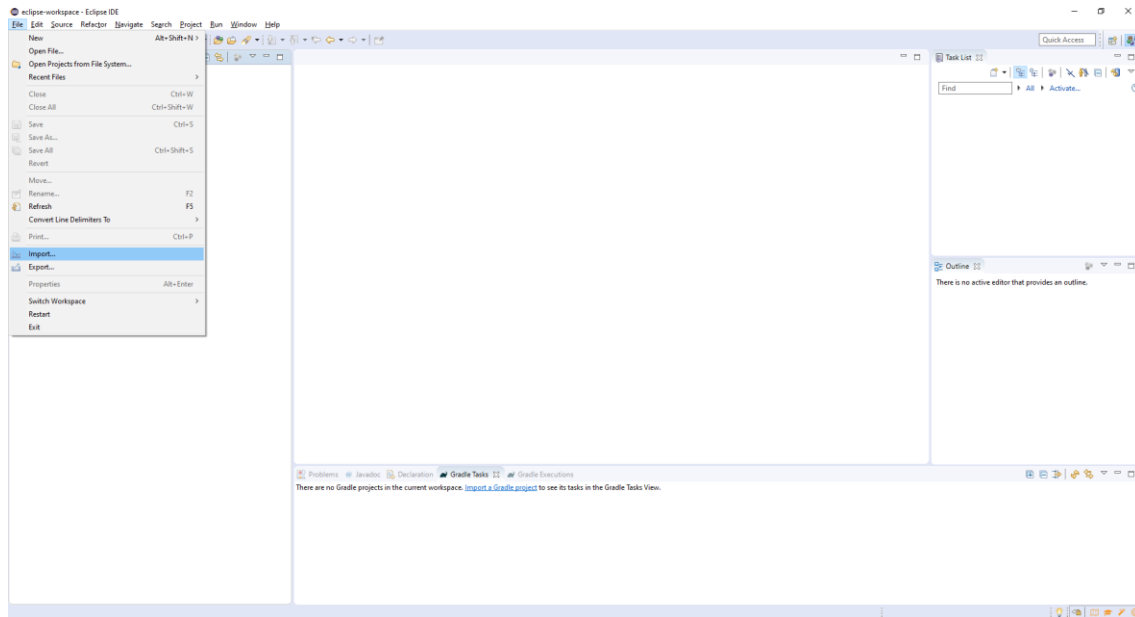 eclipse-workspace - Eclipse IDE
File Edit Source Refactor Navigate Search Project Run Window Help
New Alt+Shift+N >
Open File...
Open Projects from File System...
Recent Files >
Close Ctrl+W
Close All Ctrl+Shift+W
Save Ctrl+S
Save As...
Save All Ctrl+Shift+S
Revert
Move...
Rename... F2
Refresh F5
Convert Line Delimiters To >
Print... Ctrl+P
Import...
Export...
Properties Alt+Enter
Switch Workspace >
Restart
Exit
Quick Access
Task List
Find All Activate...
Outline
There is no active editor that provides an outline.
Problems Javadoc Declaration Gradle Tasks Gradle Executions
There are no Gradle projects in the current workspace. Import a Gradle project to see its tasks in the Gradle Tasks View.